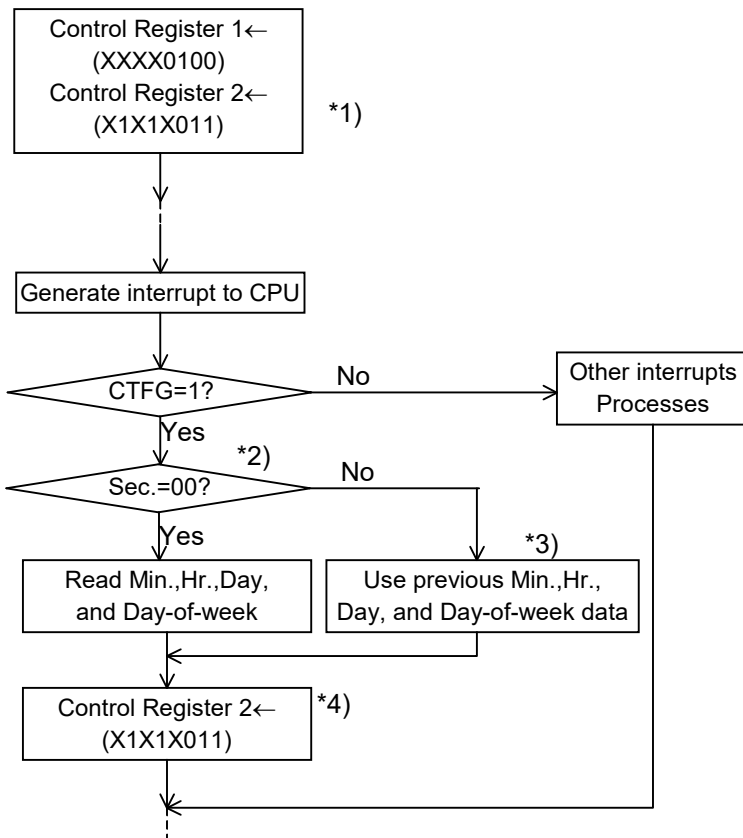 Control Register 1←
(XXXX0100)
Control Register 2←
(X1X1X011)
*1)
Generate interrupt to CPU
CTFG=1?
No
Other interrupts
Processes
Yes
*2)
Sec.=00?
No
Yes
*3)
Read Min.,Hr.,Day,
and Day-of-week
Use previous Min.,Hr.,
Day, and Day-of-week data
Control Register 2←
(X1X1X011)
*4)